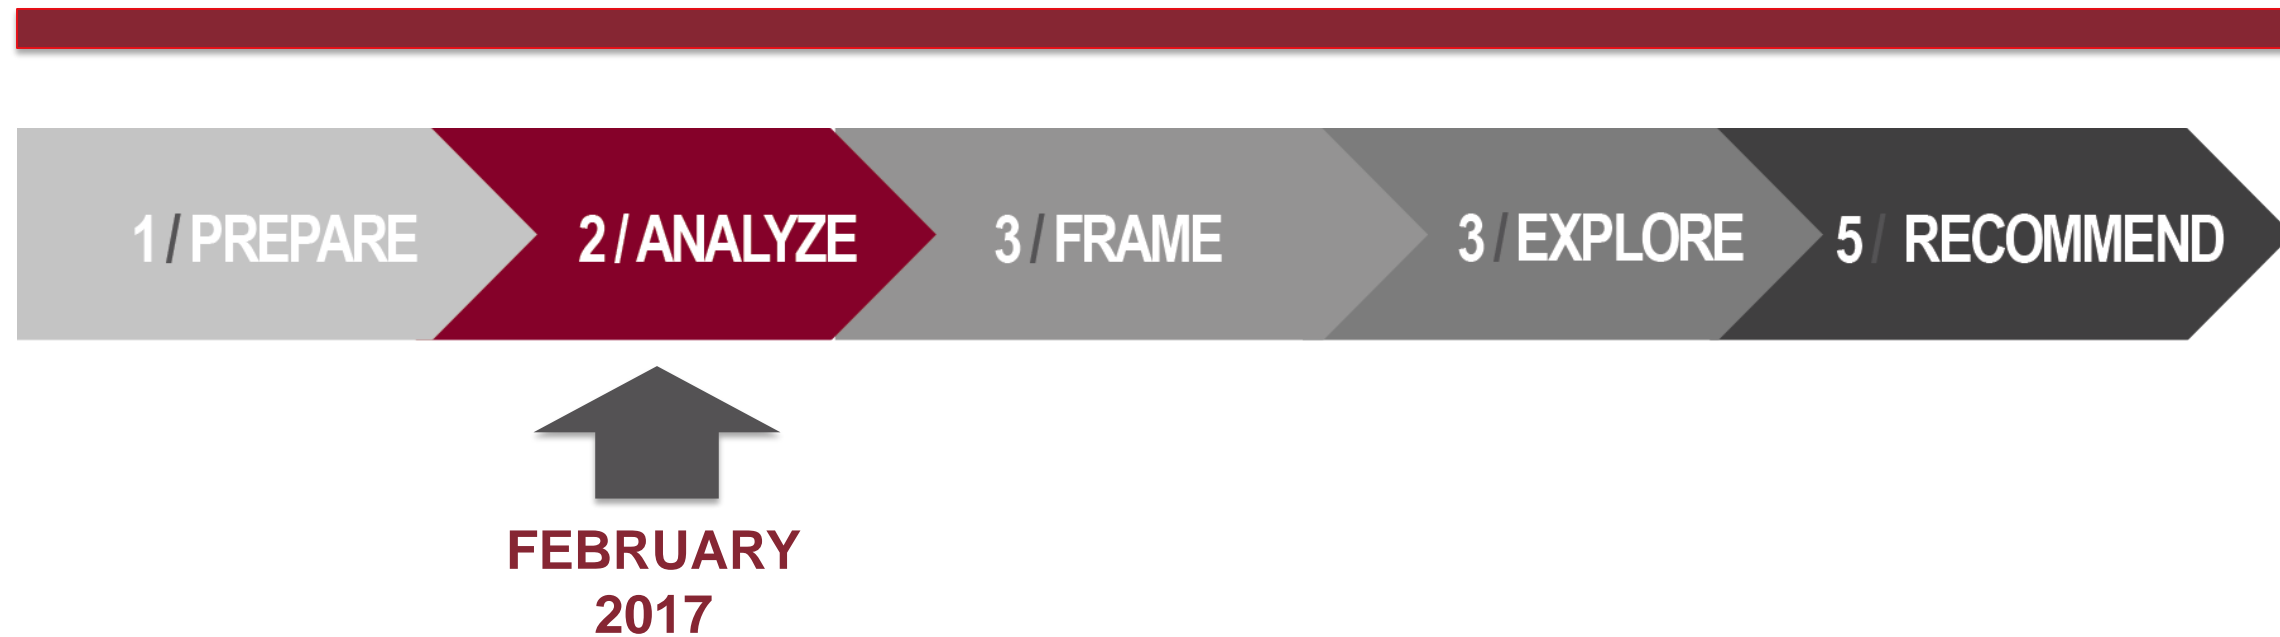 1 / PREPARE 2 / ANALYZE 3 / FRAME 3 / EXPLORE 5 / RECOMMEND
FEBRUARY
2017